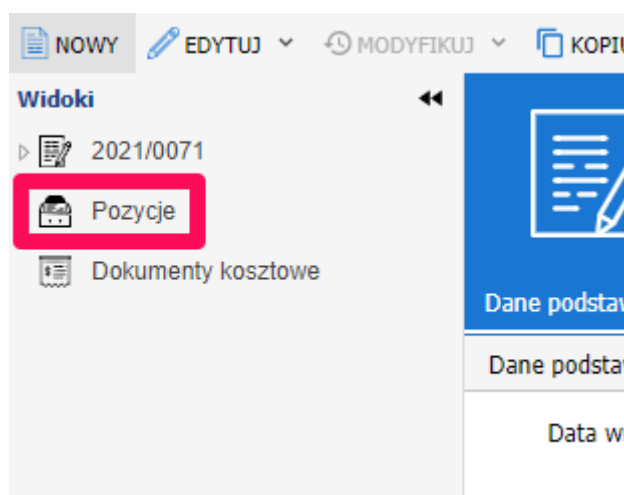 NOWY EDYTUJ MODYFIKUJ KOPIU
Widoki
2021/0071
Pozycje
Dokumenty kosztowe
Dane podstaw
Dane podstaw
Data w